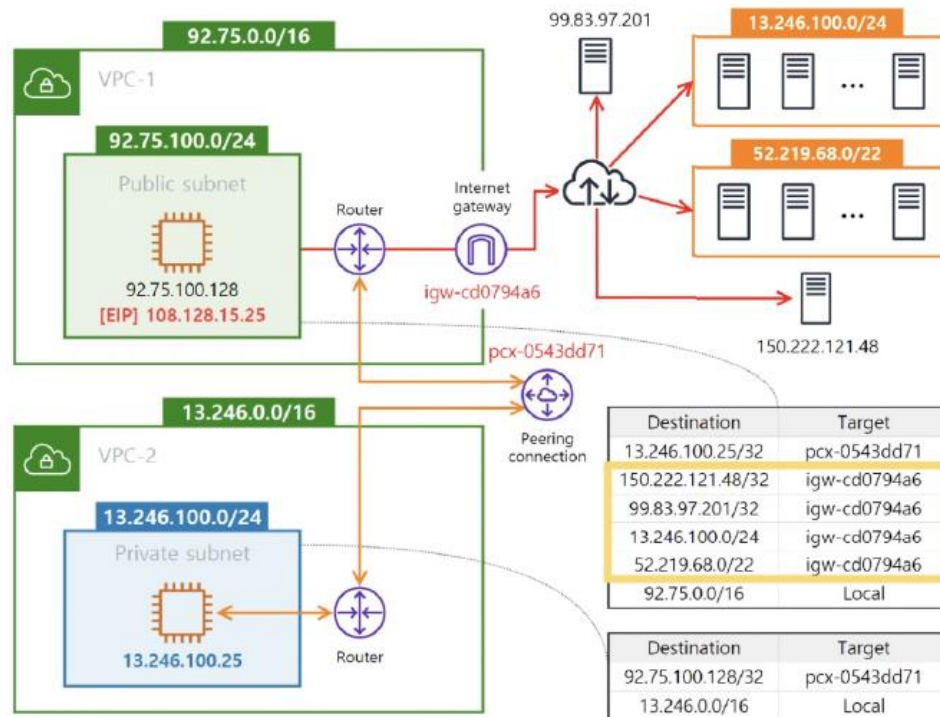 92.75.0.0/16
VPC-1
92.75.100.0/24
Public subnet
92.75.100.128
[EIP] 108.128.15.25
Router
Internet
gateway
igw-cd0794a6
99.83.97.201
13.246.100.0/24
...
52.219.68.0/22
...
150.222.121.48
pcx-0543dd71
Peering
connection
13.246.0.0/16
VPC-2
13.246.100.0/24
Private subnet
13.246.100.25
Router
Destination Target
13.246.100.25/32 pcx-0543dd71
150.222.121.48/32 igw-cd0794a6
99.83.97.201/32 igw-cd0794a6
13.246.100.0/24 igw-cd0794a6
52.219.68.0/22 igw-cd0794a6
92.75.0.0/16 Local
Destination Target
92.75.100.128/32 pcx-0543dd71
13.246.0.0/16 Local